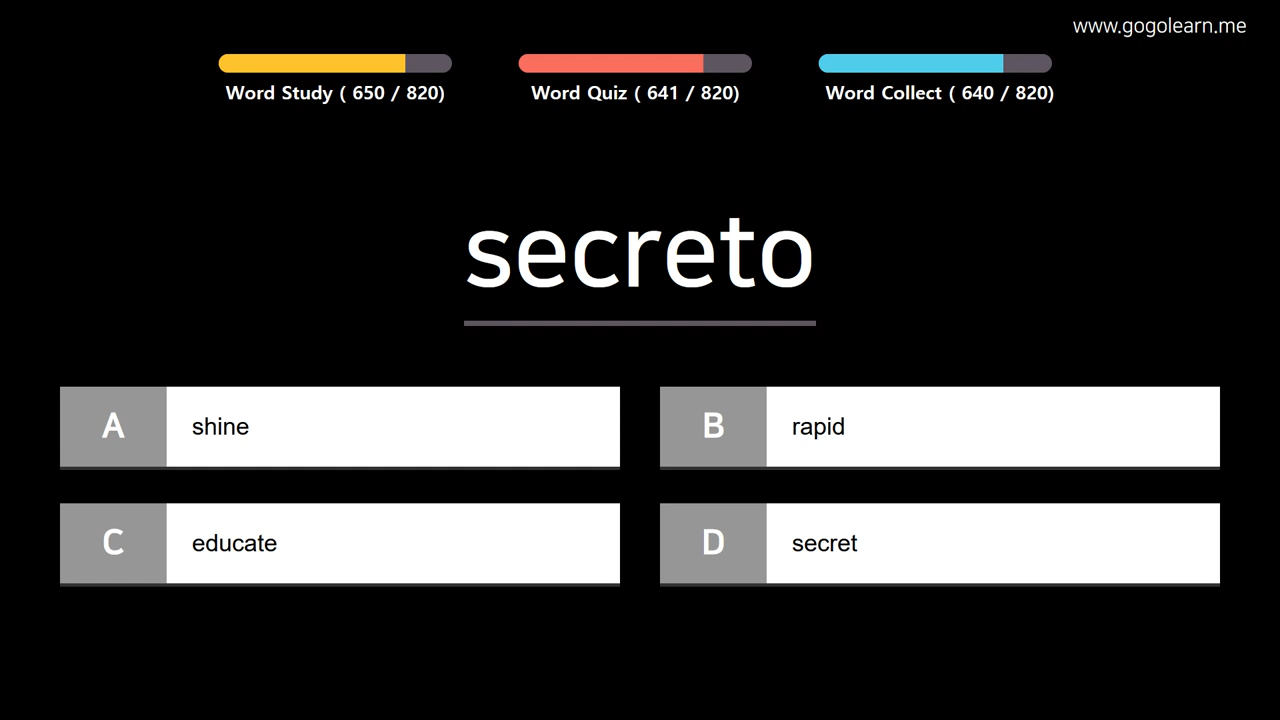 www.gogolearn.me
Word Study ( 650 / 820)
Word Quiz ( 641 / 820)
Word Collect ( 640 / 820)
secreto
A shine
B rapid
C educate
D secret